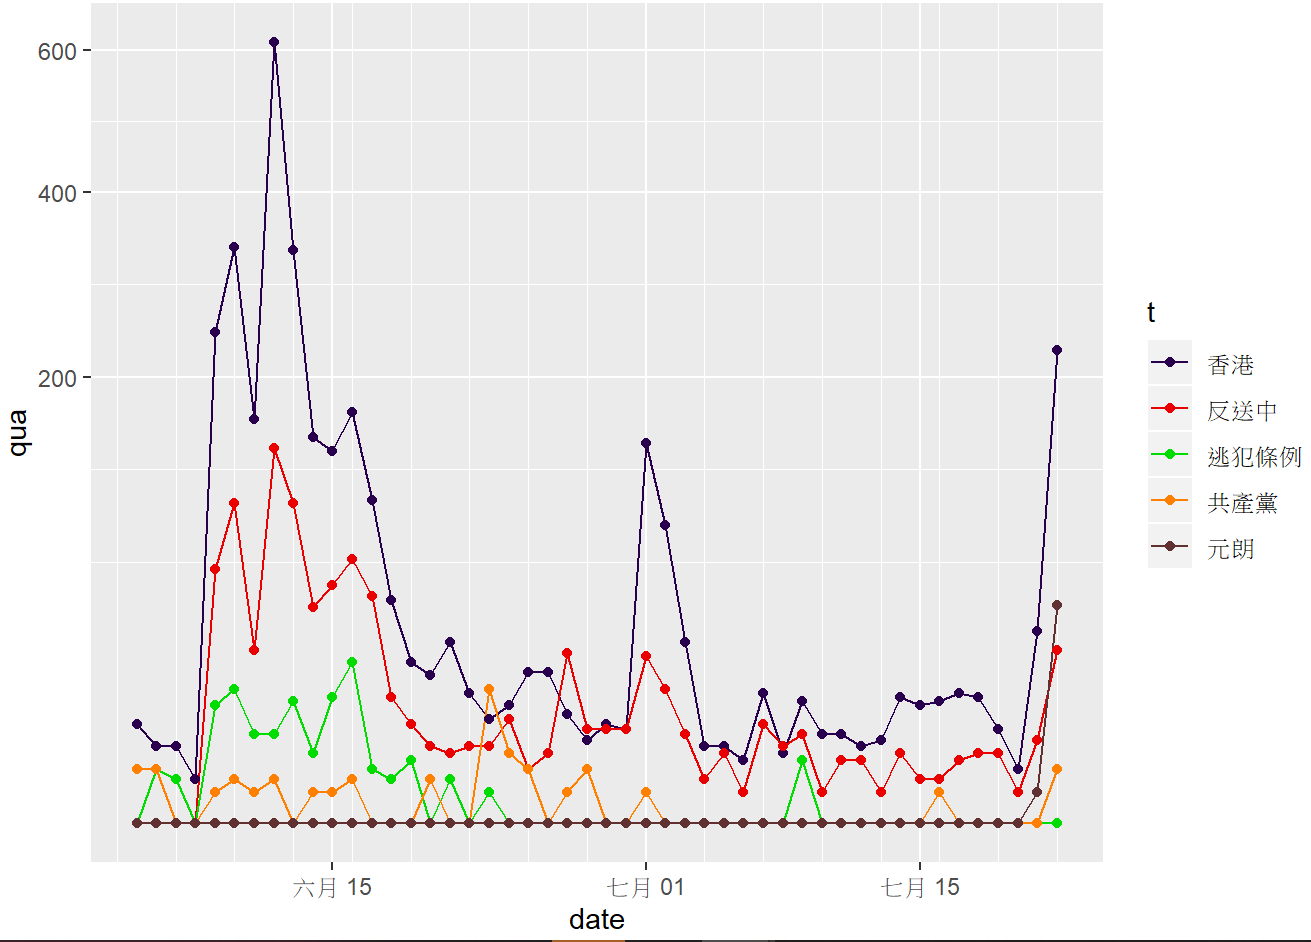 600
400
200
qua
六月 15
七月 01
七月 15
date
t
香港
反送中
逃犯條例
共產黨
元朗